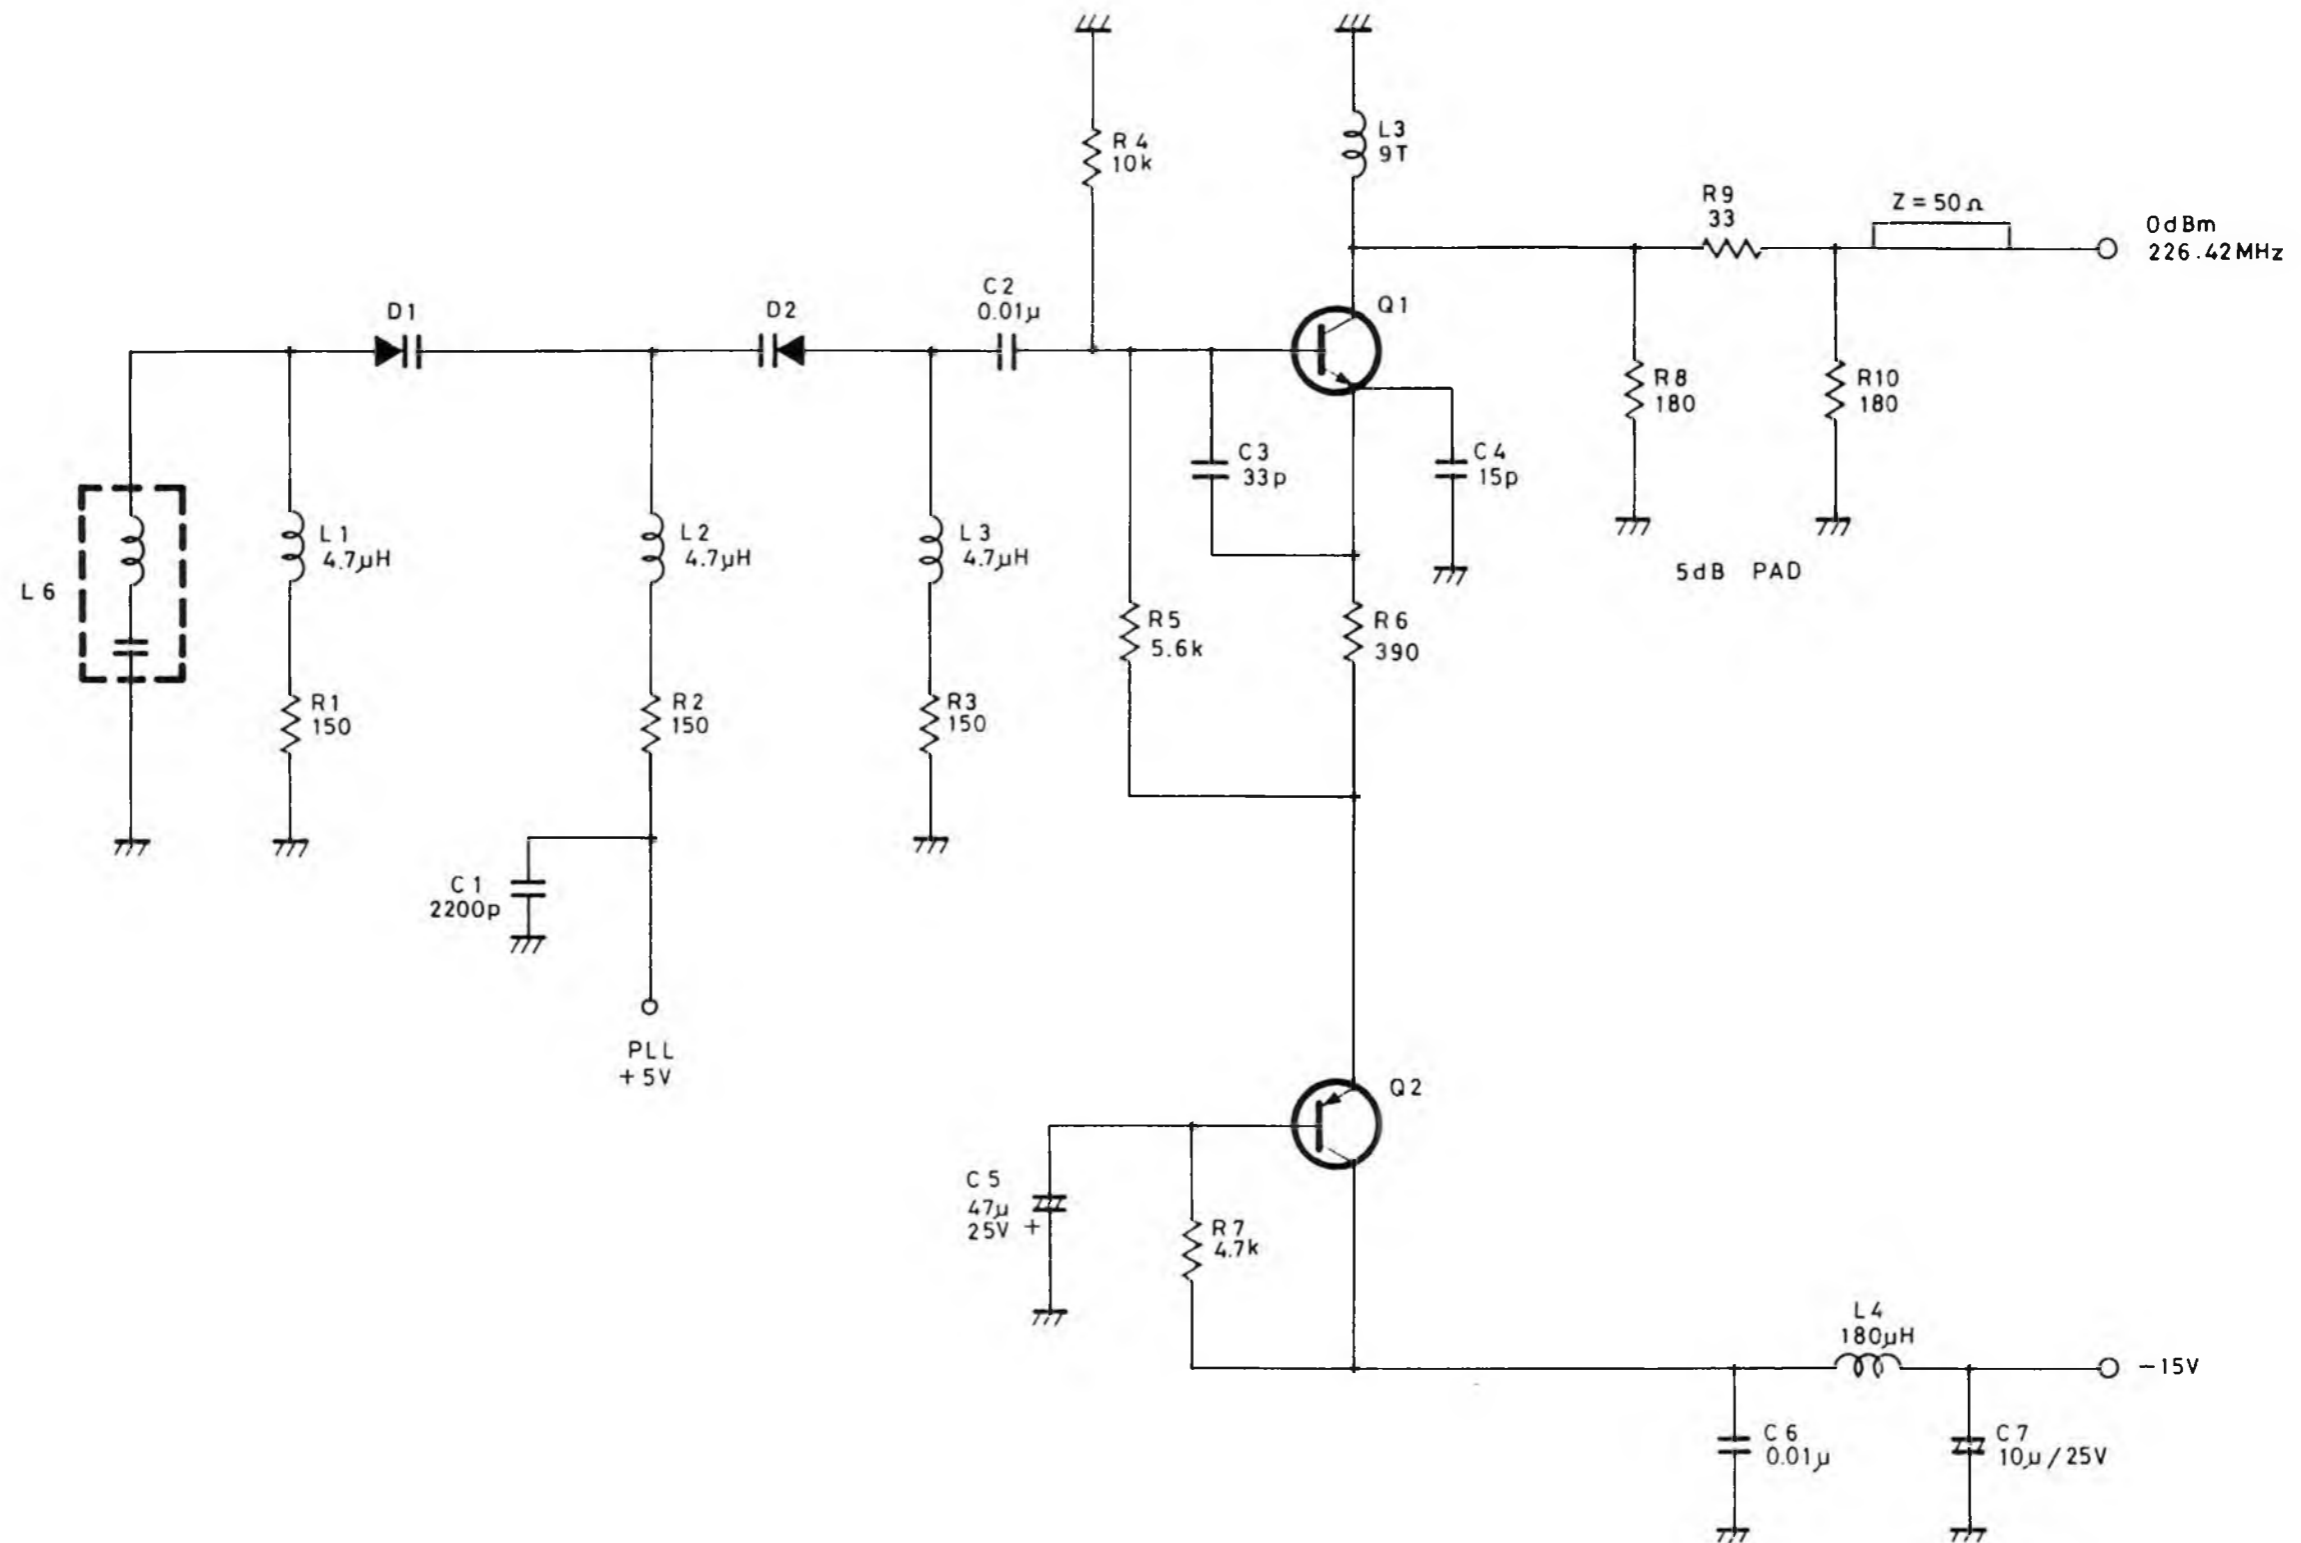 R4
10k
L3
9T
R9
33
Z = 50Ω
0dBm
226.42MHz
D1
D2
C2
0.01µ
Q1
R8
180
R10
180
C3
33p
C4
15p
L6
L1
4.7µH
L2
4.7µH
L3
4.7µH
5dB PAD
R5
5.6k
R6
390
R1
150
R2
150
R3
150
C1
2200p
PLL
+5V
Q2
C5
47µ
25V +
R7
4.7k
L4
180µH
-15V
C6
0.01µ
C7
10µ/25V